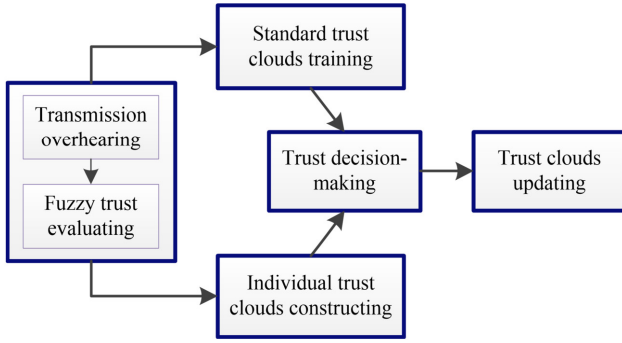 Standard trust
clouds training
Transmission
overhearing
Fuzzy trust
evaluating
Trust decision-
making
Trust clouds
updating
Individual trust
clouds constructing